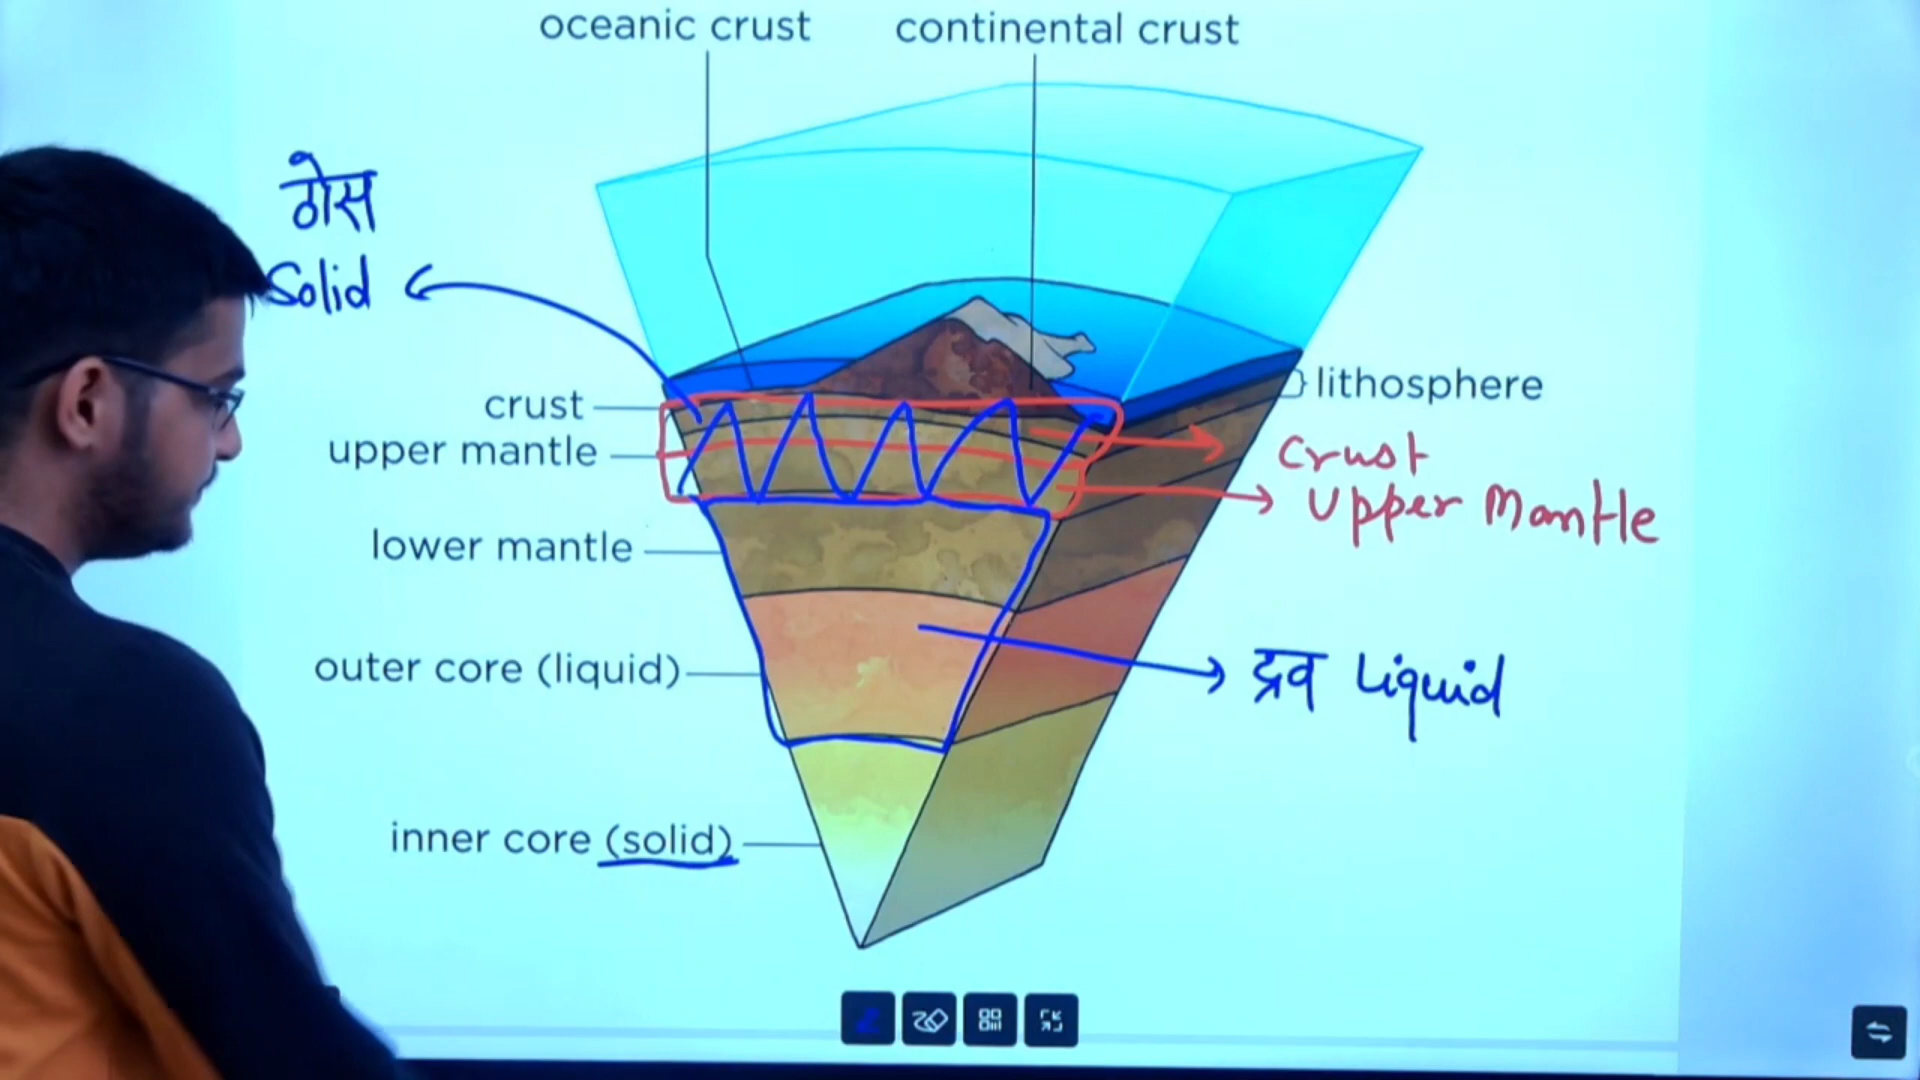 oceanic crust
continental crust
ठोस
Solid
crust
lithosphere
upper mantle
Crust
Upper Mantle
lower mantle
outer core (liquid)
द्रव Liquid
inner core (solid)